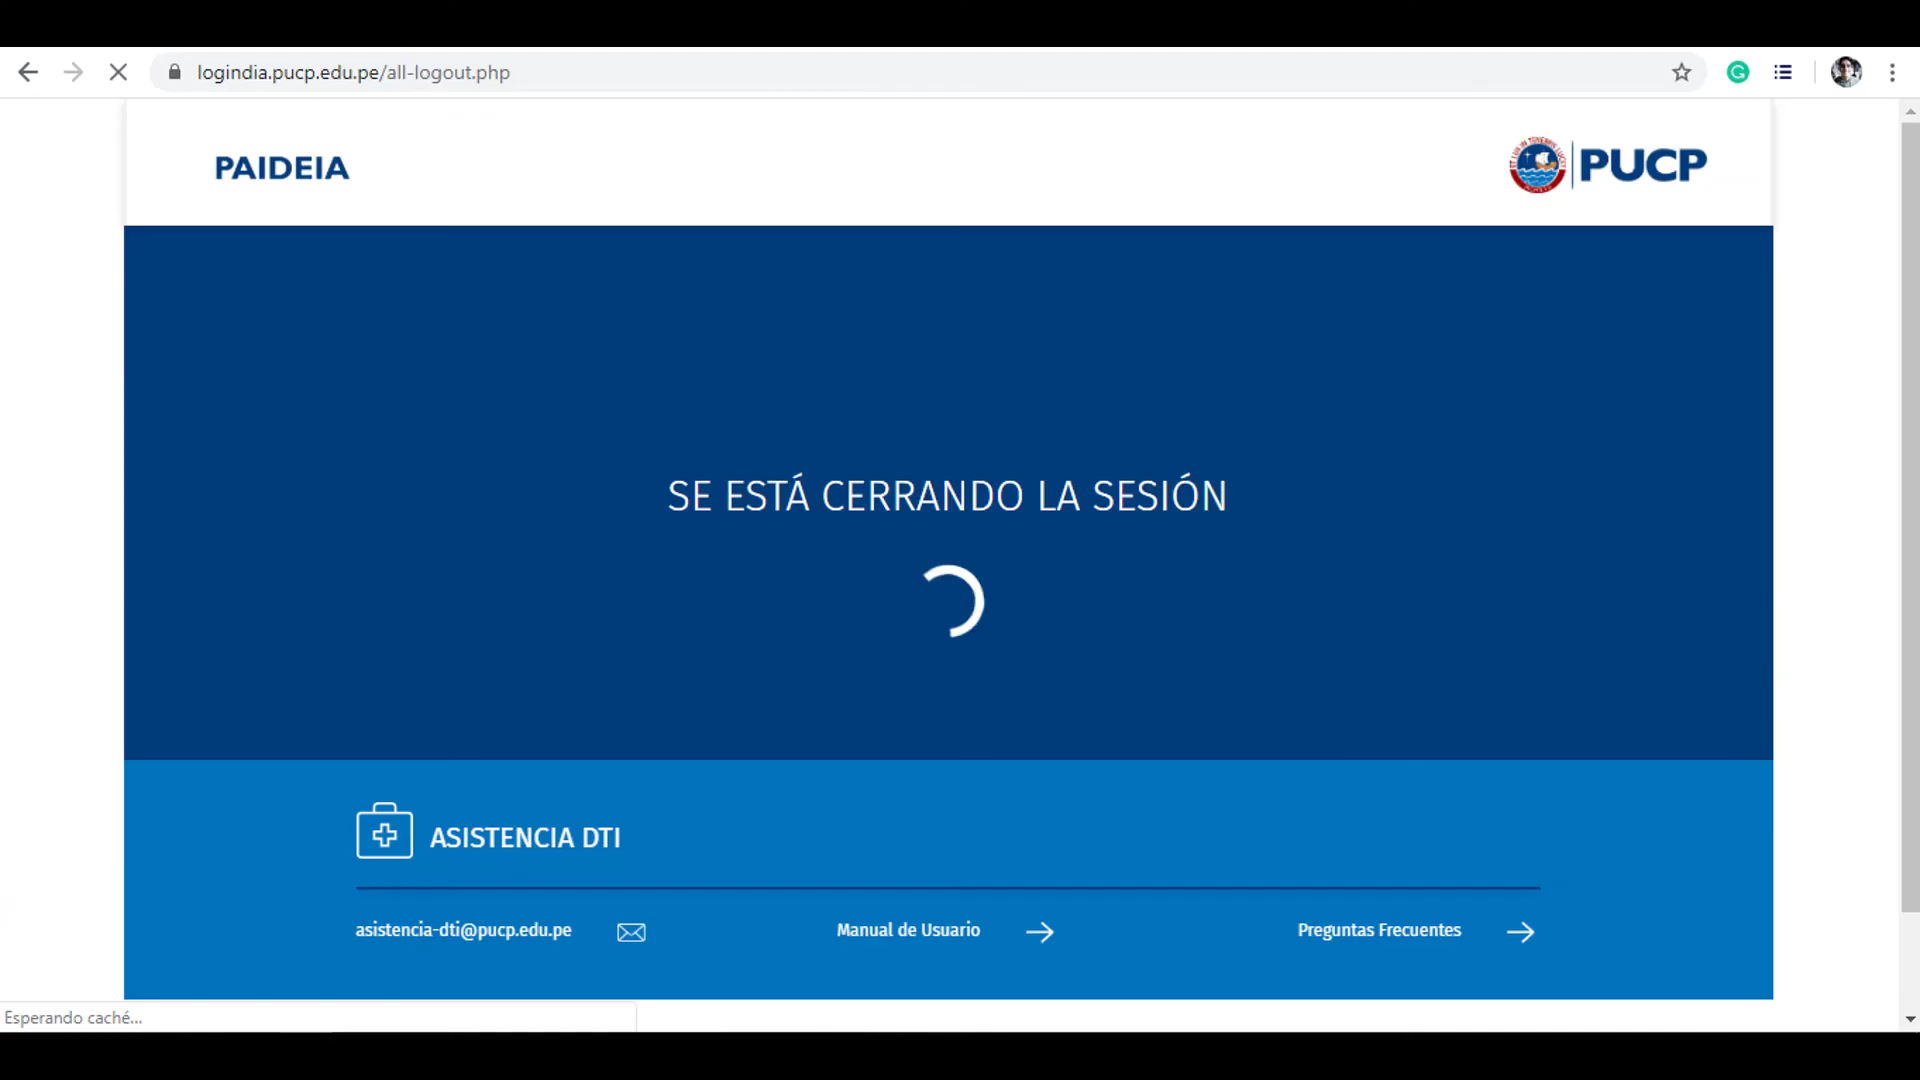 logindia.pucp.edu.pe/all-logout.php
PAIDEIA
PUCP
SE ESTÁ CERRANDO LA SESIÓN
ASISTENCIA DTI
asistencia-dti@pucp.edu.pe
Manual de Usuario
Preguntas Frecuentes
Esperando caché...